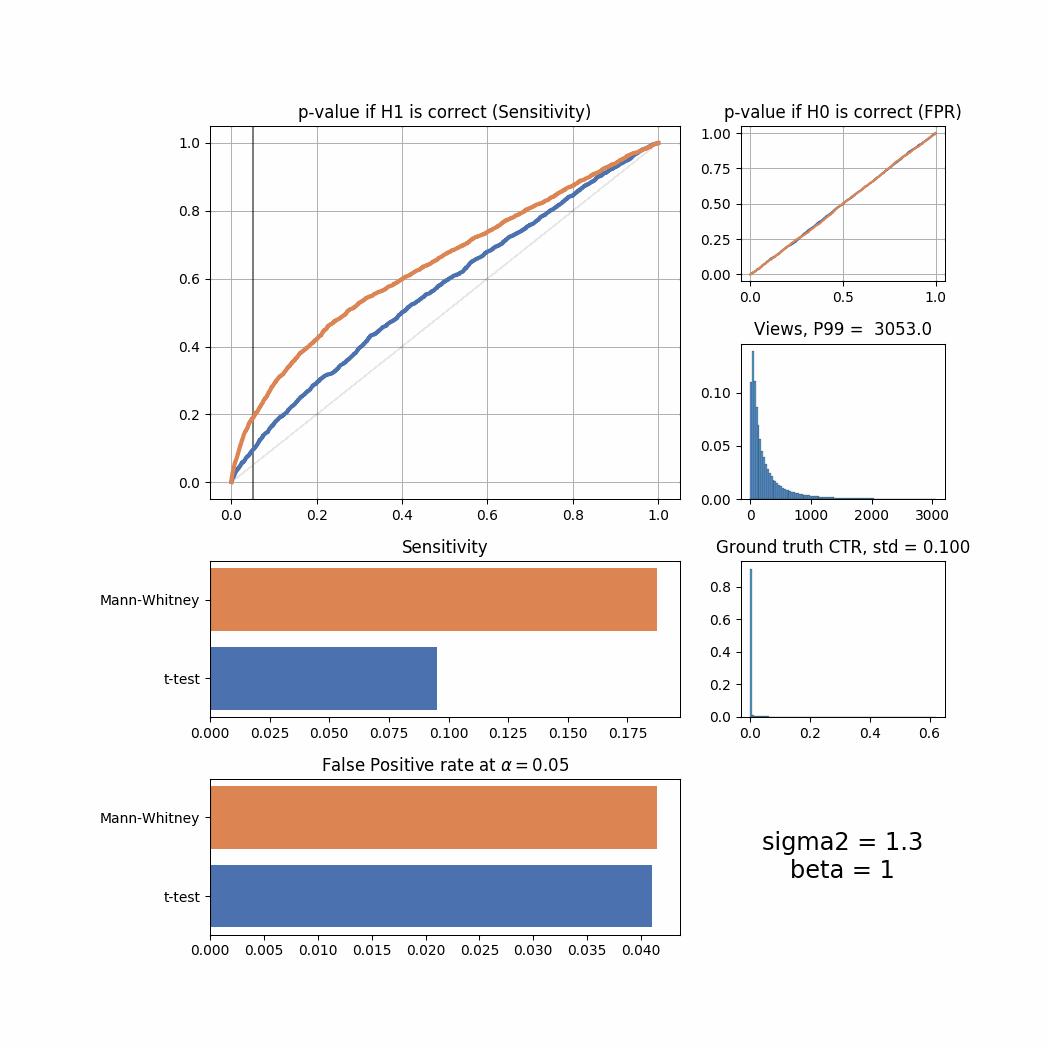 p-value if H1 is correct (Sensitivity)
1.0
0.8
0.6
0.4
0.2
0.0
0.0 0.2 0.4 0.6 0.8 1.0
p-value if H0 is correct (FPR)
1.00
0.75
0.50
0.25
0.00
0.0 0.5 1.0
Views, P99 = 3053.0
0.10
0.05
0.00
0 1000 2000 3000
Sensitivity
Mann-Whitney
t-test
0.000 0.025 0.050 0.075 0.100 0.125 0.150 0.175
Ground truth CTR, std = 0.100
0.8
0.6
0.4
0.2
0.0
0.0 0.2 0.4 0.6
False Positive rate at α = 0.05
Mann-Whitney
t-test
0.000 0.005 0.010 0.015 0.020 0.025 0.030 0.035 0.040
sigma2 = 1.3
beta = 1